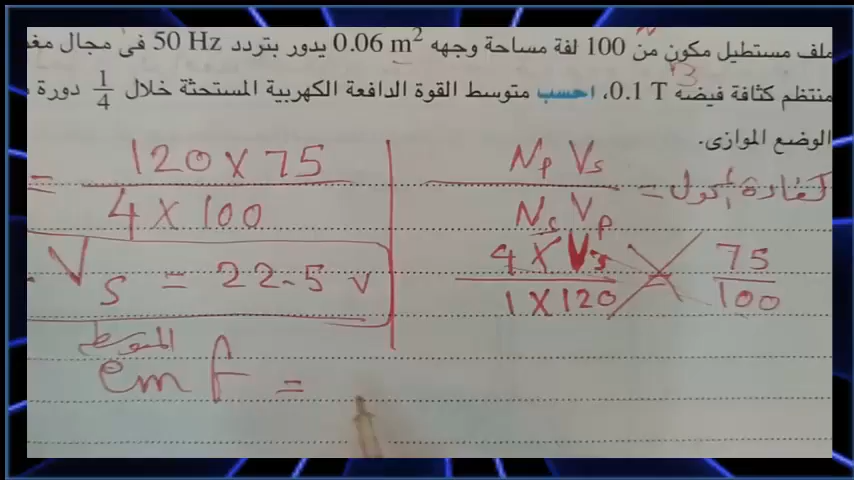 ملف مستطيل مكون من 100 لفة مساحة وجهه 0.06 m² يدور بتردد 50 Hz فى مجال مغ
منتظم كثافة فيضه 0.1 T، احسب متوسط القوة الدافعة الكهربية المستحثة خلال 1/4 دورة
الوضع الموازى.
كفاءة المحول = Np Vs / Ns Vp
4 × Vs / 1 × 120 = 75 / 100
= 120 × 75 / 4 × 100
Vs = 22.5 v
المتوسط
emf =